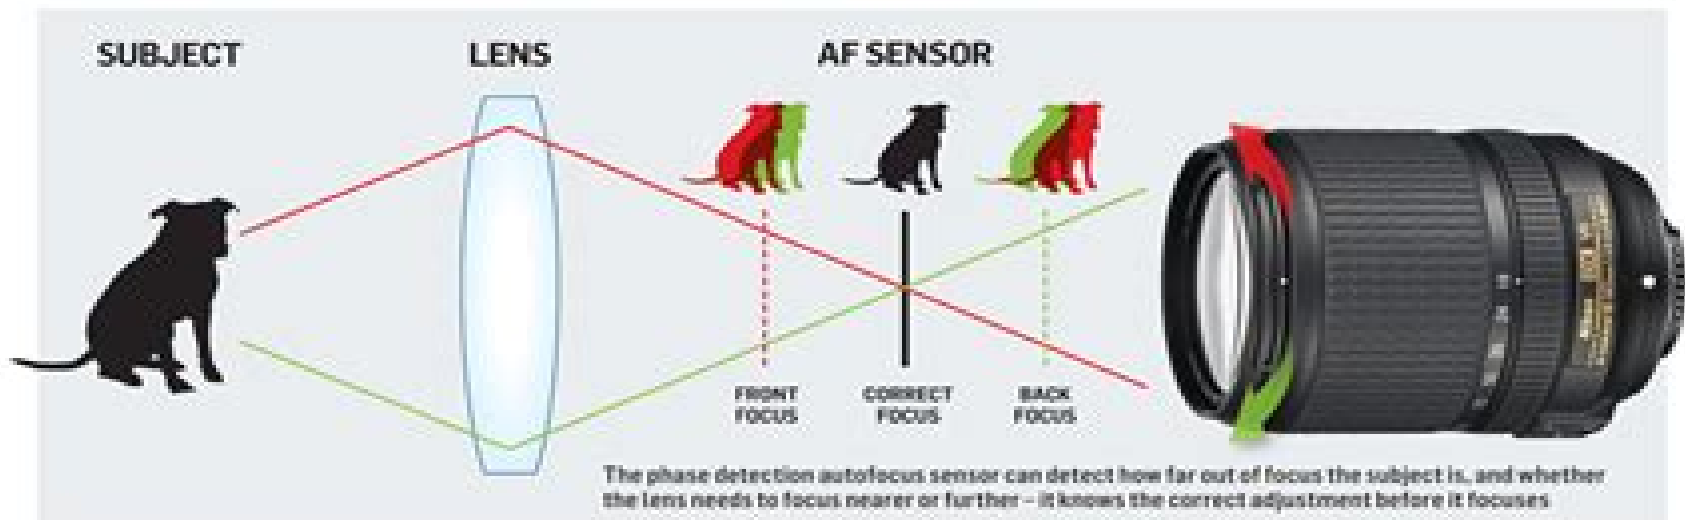 SUBJECT
LENS
AF SENSOR
FRONT
FOCUS
CORRECT
FOCUS
BACK
FOCUS
The phase detection autofocus sensor can detect how far out of focus the subject is, and whether
the lens needs to focus nearer or further – it knows the correct adjustment before it focuses